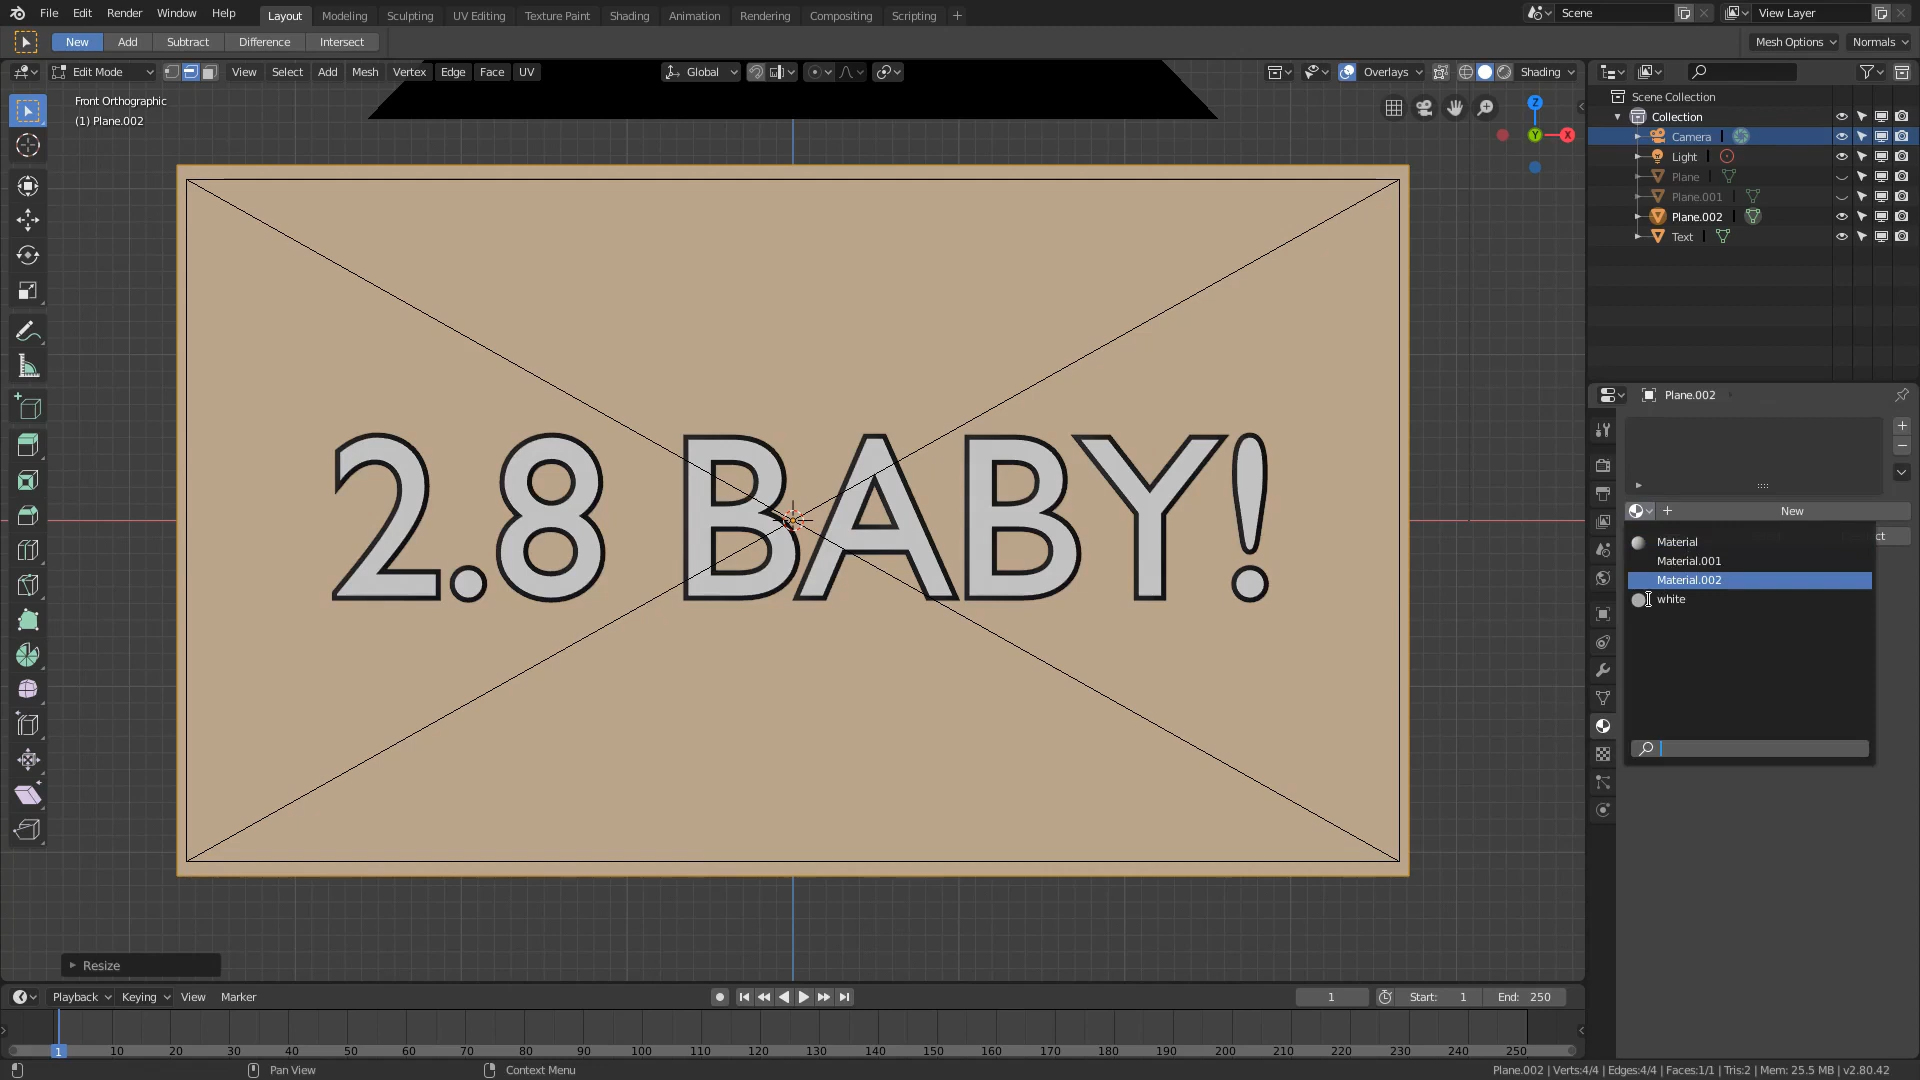 File Edit Render Window Help Layout Modeling Sculpting UV Editing Texture Paint Shading Animation Rendering Compositing Scripting + Scene View Layer
New Add Subtract Difference Intersect Mesh Options Normals
Edit Mode View Select Add Mesh Vertex Edge Face UV Global Overlays Shading
Front Orthographic
(1) Plane.002
Z
Y
X
Scene Collection
Collection
Camera
Light
Plane
Plane.001
Plane.002
Text
Plane.002
New
Material
Material.001
Material.002
white
2.8 BABY!
Resize
Playback Keying View Marker 1 Start: 1 End: 250
1 10 20 30 40 50 60 70 80 90 100 110 120 130 140 150 160 170 180 190 200 210 220 230 240 250
Pan View Context Menu Plane.002 | Verts:4/4 | Edges:4/4 | Faces:1/1 | Tris:2 | Mem: 25.5 MB | v2.80.42